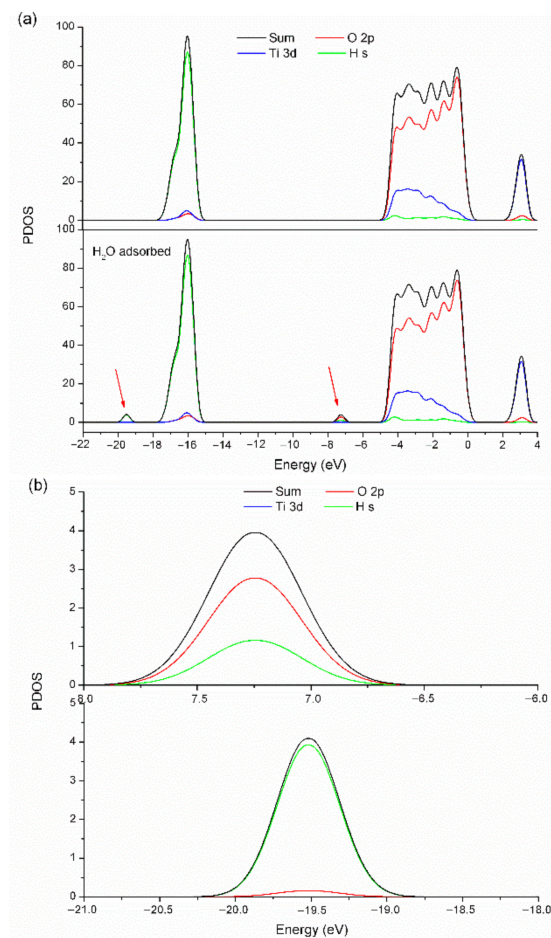 (a)
Sum O 2p
Ti 3d H s
100
80
60
40
20
0
PDOS
100
80
60
40
20
0
H₂O adsorbed
−22 −20 −18 −16 −14 −12 −10 −8 −6 −4 −2 0 2 4
Energy (eV)
(b)
Sum O 2p
Ti 3d H s
5
4
3
2
1
0
8.0 7.5 7.0 −6.5 −6.0
PDOS
5
4
3
2
1
0
−21.0 −20.5 −20.0 −19.5 −19.0 −18.5 −18.0
Energy (eV)